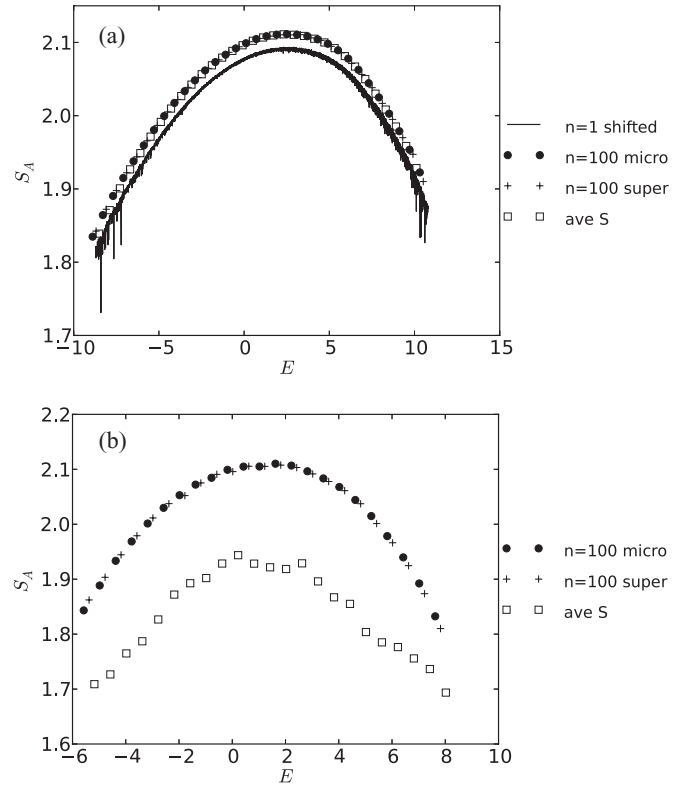 (a)
2.1
2.0
1.9
1.8
1.7
S_A
−10 −5 0 5 10 15
E
n=1 shifted
n=100 micro
n=100 super
ave S
(b)
2.2
2.1
2.0
1.9
1.8
1.7
1.6
S_A
−6 −4 −2 0 2 4 6 8 10
E
n=100 micro
n=100 super
ave S